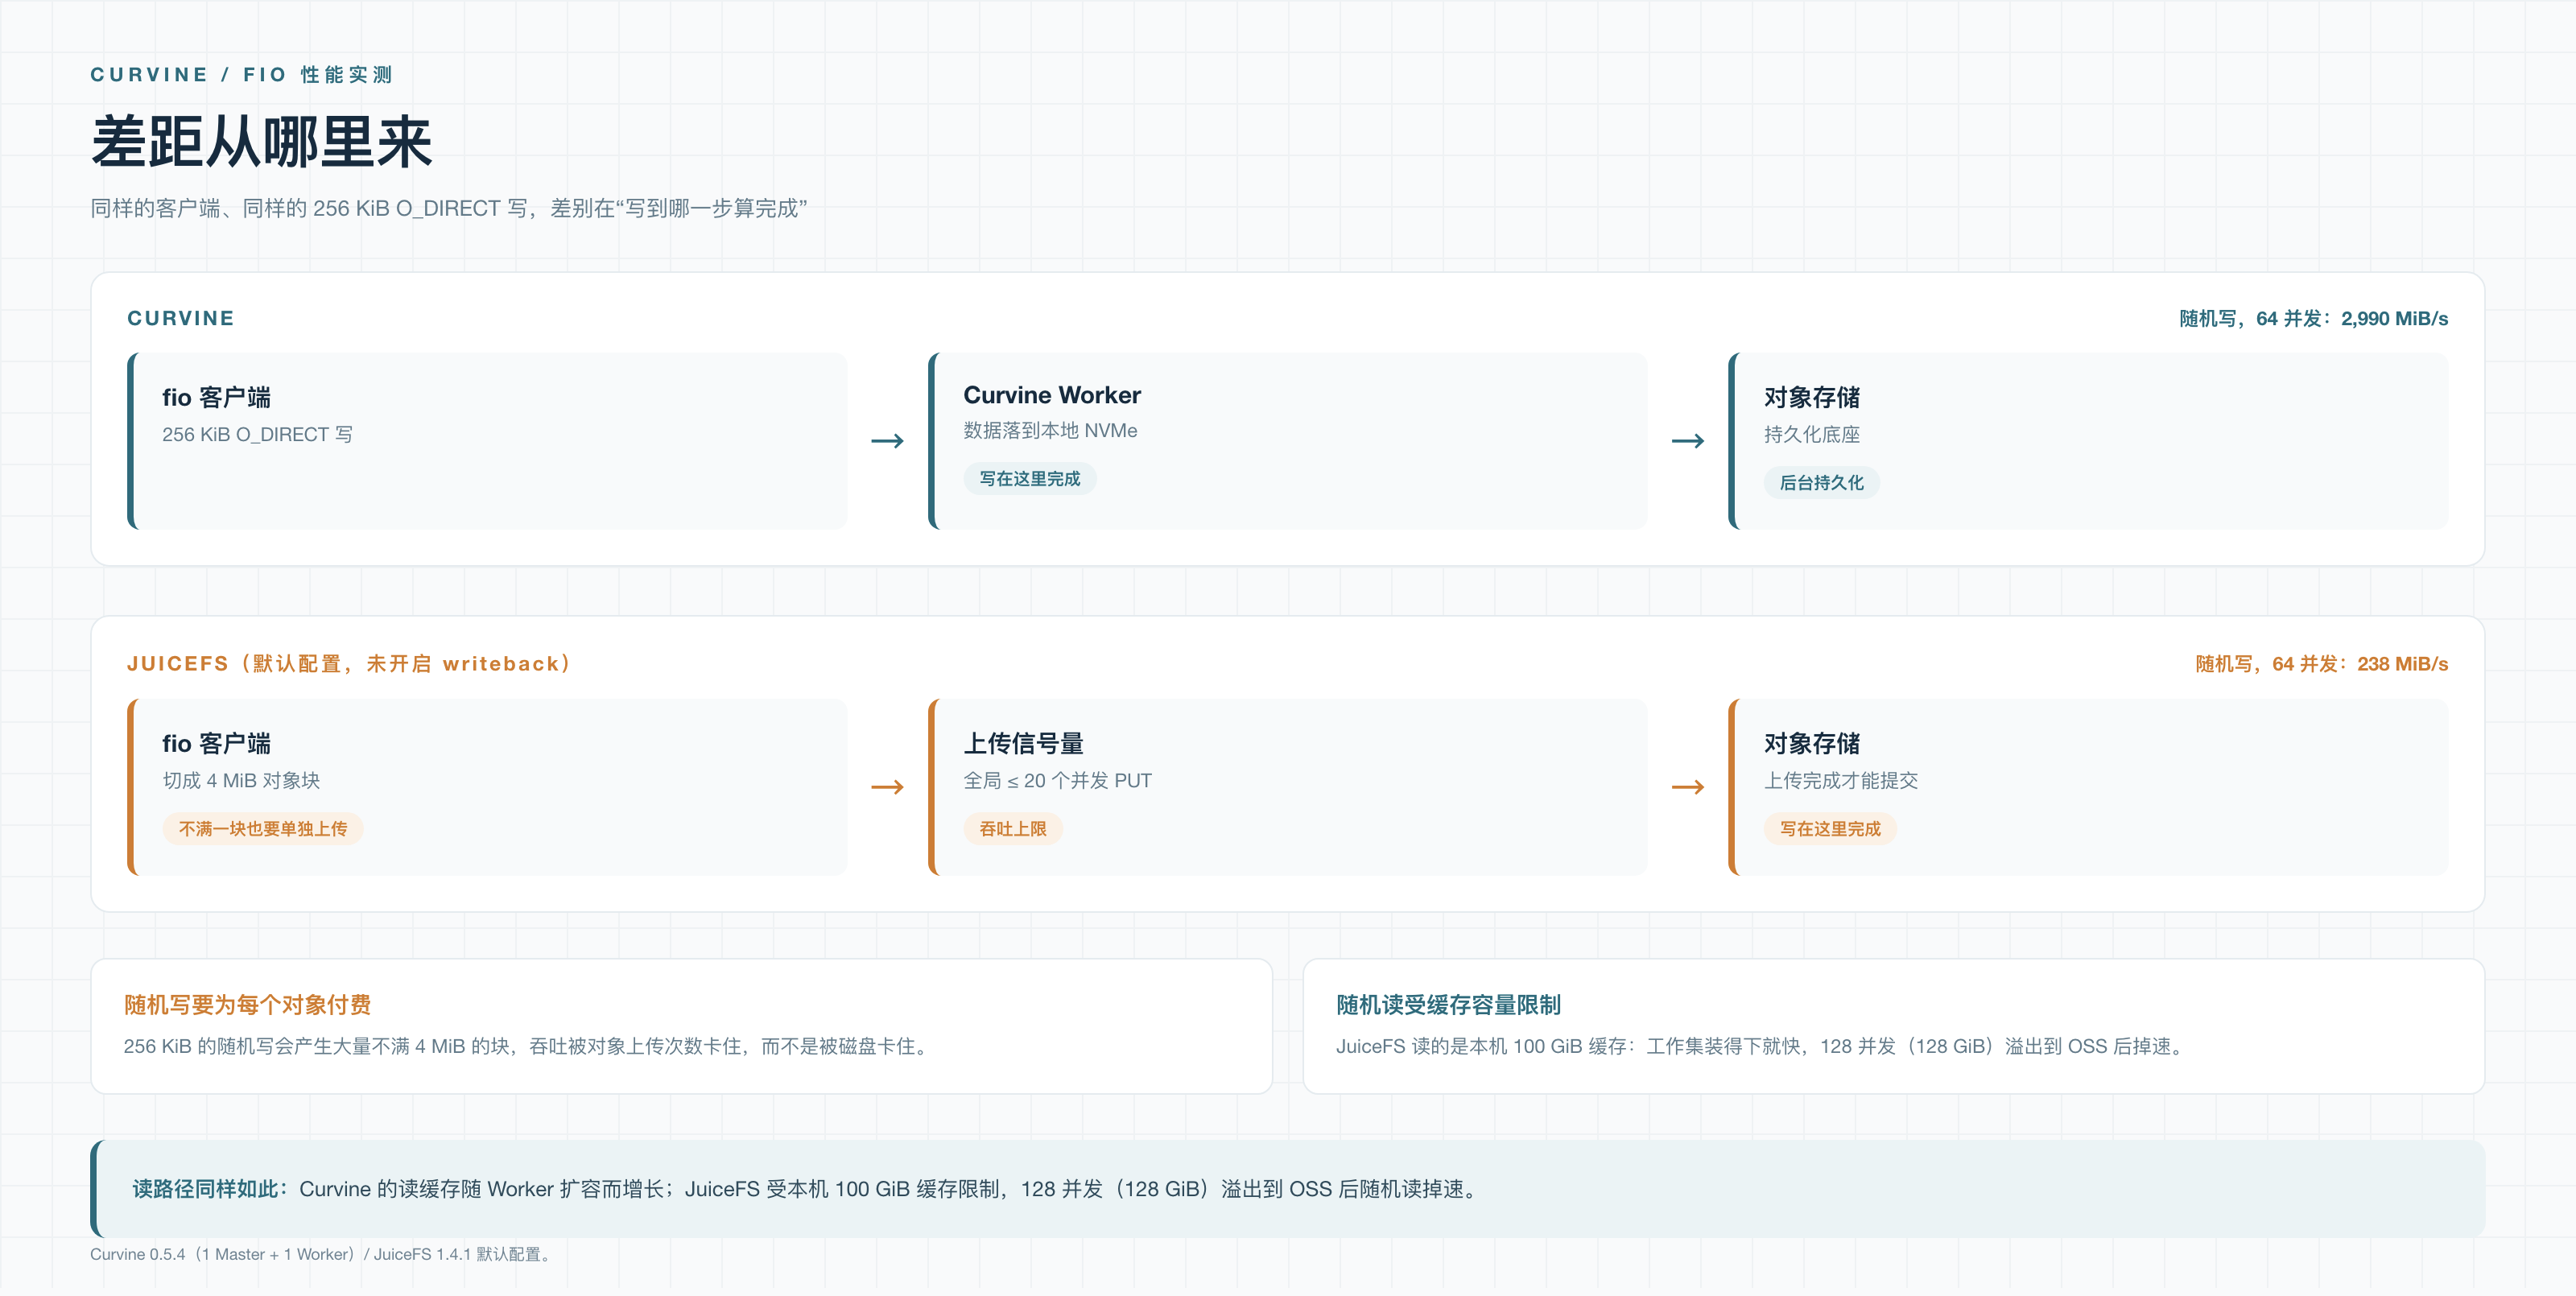 CURVINE / FIO 性能实测
差距从哪里来
同样的客户端、同样的 256 KiB O_DIRECT 写，差别在“写到哪一步算完成”
CURVINE
随机写，64 并发：2,990 MiB/s
fio 客户端
256 KiB O_DIRECT 写
→
Curvine Worker
数据落到本地 NVMe
写在这里完成
→
对象存储
持久化底座
后台持久化
JUICEFS（默认配置，未开启 writeback）
随机写，64 并发：238 MiB/s
fio 客户端
切成 4 MiB 对象块
不满一块也要单独上传
→
上传信号量
全局 ≤ 20 个并发 PUT
吞吐上限
→
对象存储
上传完成才能提交
写在这里完成
随机写要为每个对象付费
256 KiB 的随机写会产生大量不满 4 MiB 的块，吞吐被对象上传次数卡住，而不是被磁盘卡住。
随机读受缓存容量限制
JuiceFS 读的是本机 100 GiB 缓存：工作集装得下就快，128 并发（128 GiB）溢出到 OSS 后掉速。
读路径同样如此：Curvine 的读缓存随 Worker 扩容而增长；JuiceFS 受本机 100 GiB 缓存限制，128 并发（128 GiB）溢出到 OSS 后随机读掉速。
Curvine 0.5.4（1 Master + 1 Worker）/ JuiceFS 1.4.1 默认配置。